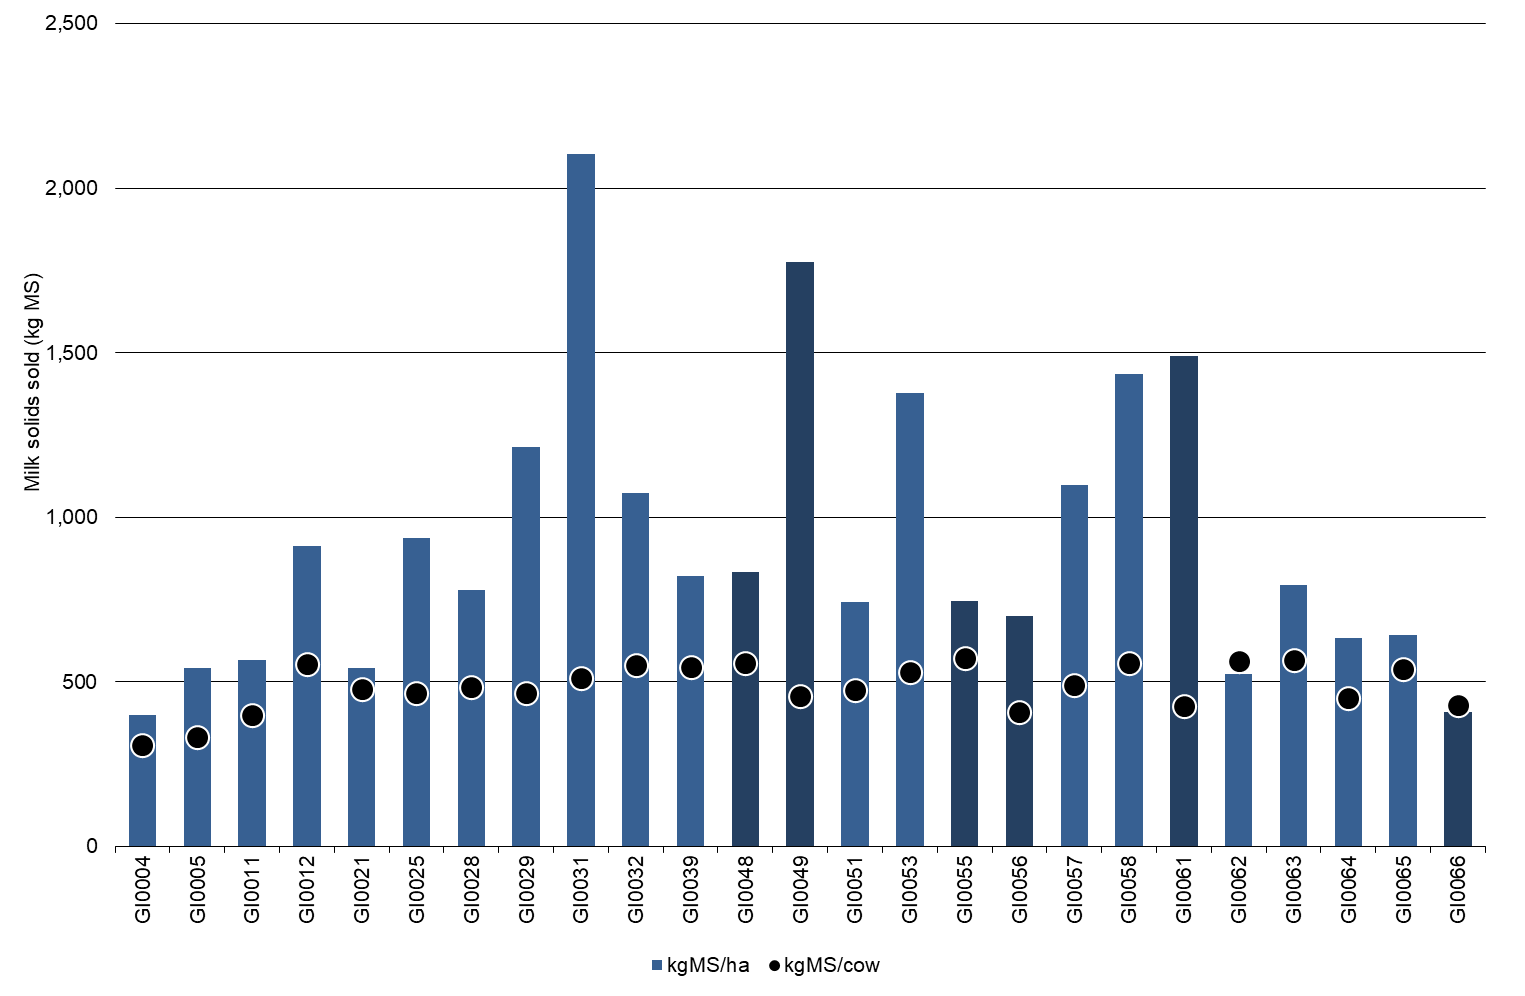 2,500
2,000
1,500
1,000
500
0
Milk solids sold (kg MS)
GI0004
GI0005
GI0011
GI0012
GI0021
GI0025
GI0028
GI0029
GI0031
GI0032
GI0039
GI0048
GI0049
GI0051
GI0053
GI0055
GI0056
GI0057
GI0058
GI0061
GI0062
GI0063
GI0064
GI0065
GI0066
kgMS/ha kgMS/cow